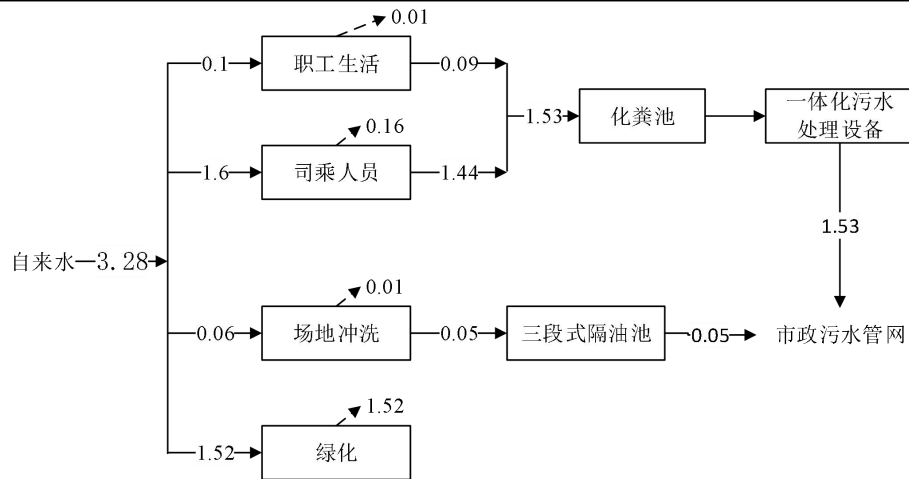 0.01
0.1
职工生活
0.09
0.16
1.6
司乘人员
1.44
1.53
化粪池
一体化污水
处理设备
1.53
自来水
3.28
0.01
0.06
场地冲洗
0.05
三段式隔油池
0.05
市政污水管网
1.52
1.52
绿化